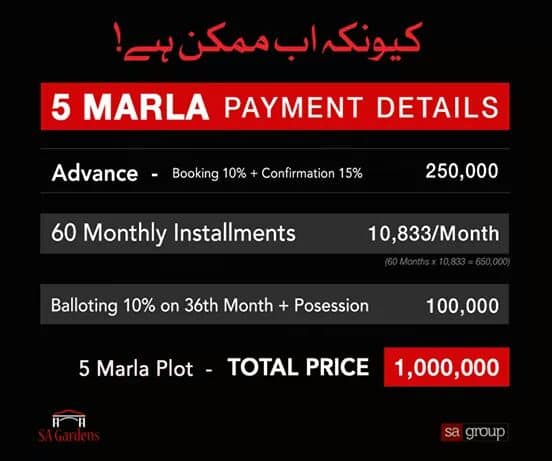 کیونکہ اب ممکن ہے!
5 MARLA PAYMENT DETAILS
Advance - Booking 10% + Confirmation 15% 250,000
60 Monthly Installments 10,833/Month
(60 Months x 10,833 = 650,000)
Balloting 10% on 36th Month + Posession 100,000
5 Marla Plot - TOTAL PRICE 1,000,000
SA Gardens
sa group